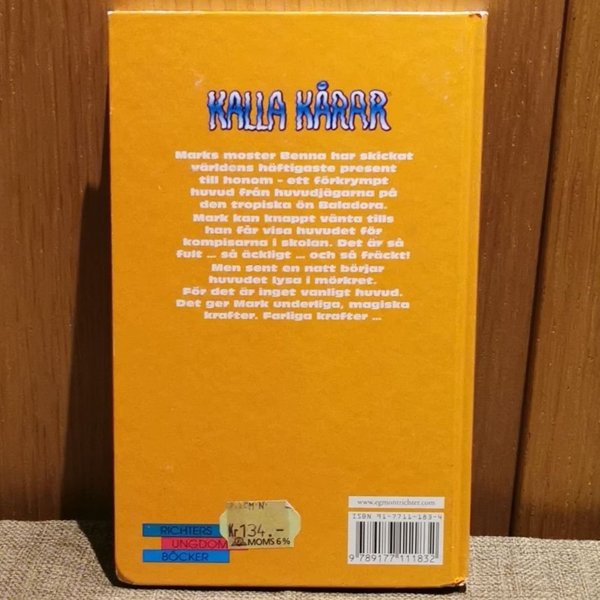 KALLA KÅRAR
Marks moster Benna har skickat
världens häftigaste present
till honom – ett förkrympt
huvud från huvudjägarna på
den tropiska ön Baladora.
Mark kan knappt vänta tills
han får visa huvudet för
kompisarna i skolan. Det är så
fult ... så äckligt ... och så fräckt!
Men sent en natt börjar
huvudet lysa i mörkret.
För det är inget vanligt huvud.
Det ger Mark underliga, magiska
krafter. Farliga krafter ...
www.egmontrichter.com
ISBN 91-7711-183-4
9 789177 111832
Kr 134.-
MOMS 6%
RICHTERS
UNGDOM
BÖCKER